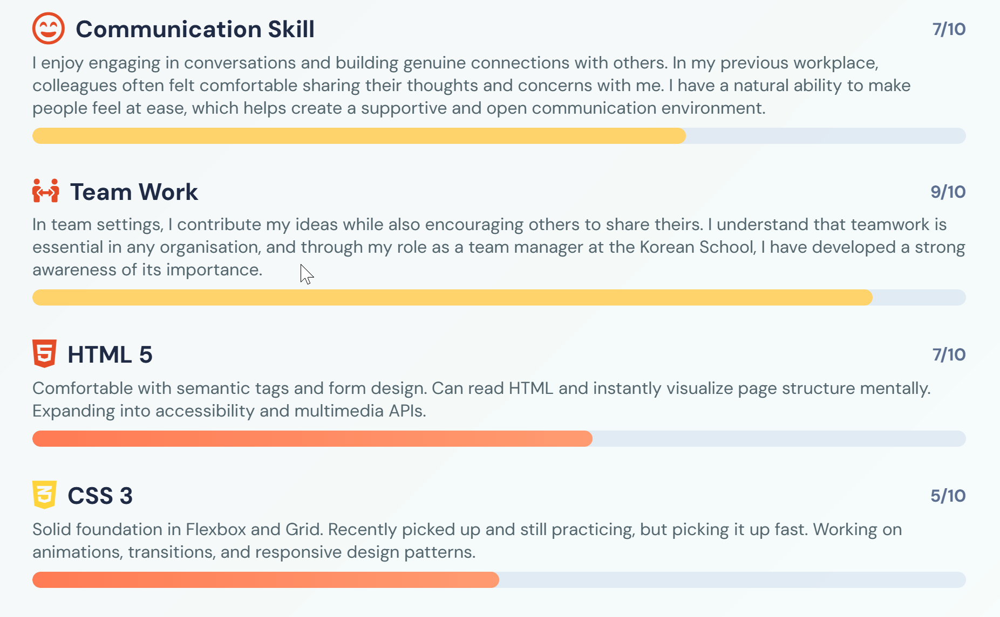 Communication Skill
7/10
I enjoy engaging in conversations and building genuine connections with others. In my previous workplace,
colleagues often felt comfortable sharing their thoughts and concerns with me. I have a natural ability to make
people feel at ease, which helps create a supportive and open communication environment.
Team Work
9/10
In team settings, I contribute my ideas while also encouraging others to share theirs. I understand that teamwork is
essential in any organisation, and through my role as a team manager at the Korean School, I have developed a strong
awareness of its importance.
HTML 5
7/10
Comfortable with semantic tags and form design. Can read HTML and instantly visualize page structure mentally.
Expanding into accessibility and multimedia APIs.
CSS 3
5/10
Solid foundation in Flexbox and Grid. Recently picked up and still practicing, but picking it up fast. Working on
animations, transitions, and responsive design patterns.